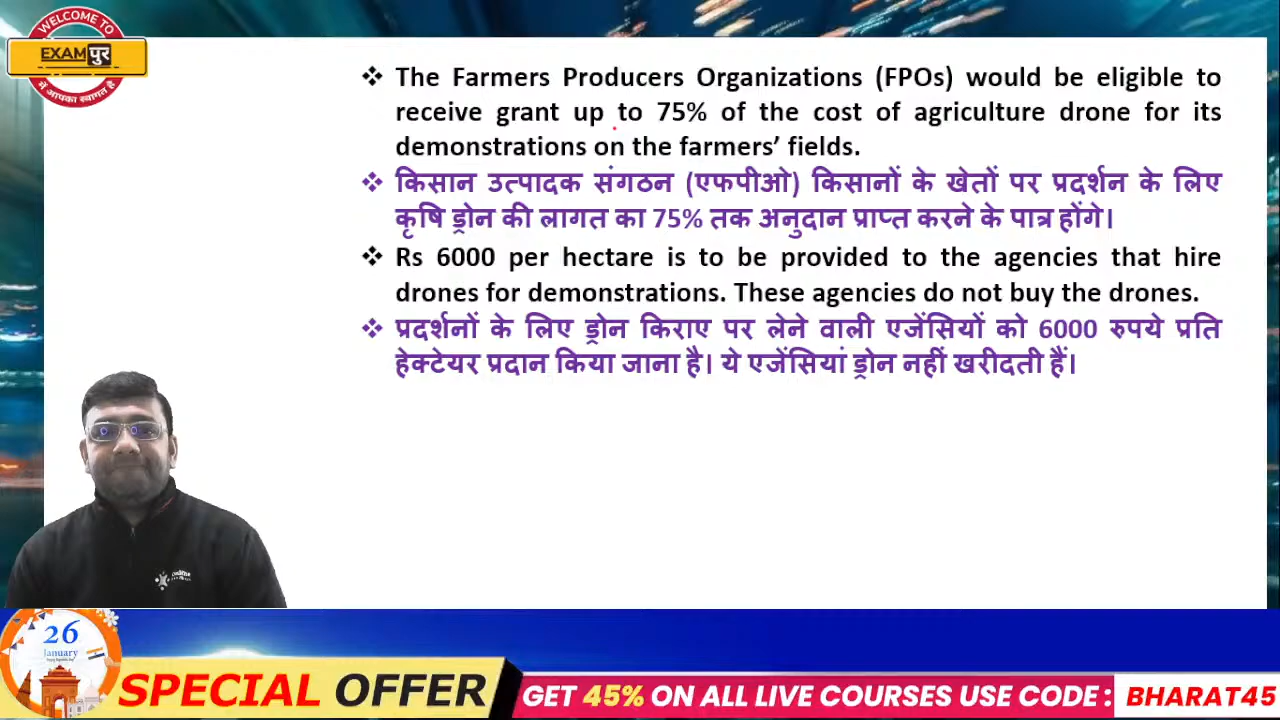 WELCOME TO
EXAMपुर
में आपका स्वागत है
❖ The Farmers Producers Organizations (FPOs) would be eligible to
receive grant up to 75% of the cost of agriculture drone for its
demonstrations on the farmers’ fields.
❖ किसान उत्पादक संगठन (एफपीओ) किसानों के खेतों पर प्रदर्शन के लिए
कृषि ड्रोन की लागत का 75% तक अनुदान प्राप्त करने के पात्र होंगे।
❖ Rs 6000 per hectare is to be provided to the agencies that hire
drones for demonstrations. These agencies do not buy the drones.
❖ प्रदर्शनों के लिए ड्रोन किराए पर लेने वाली एजेंसियों को 6000 रुपये प्रति
हेक्टेयर प्रदान किया जाना है। ये एजेंसियां ड्रोन नहीं खरीदती हैं।
26
January
SPECIAL OFFER
GET 45% ON ALL LIVE COURSES USE CODE : BHARAT45